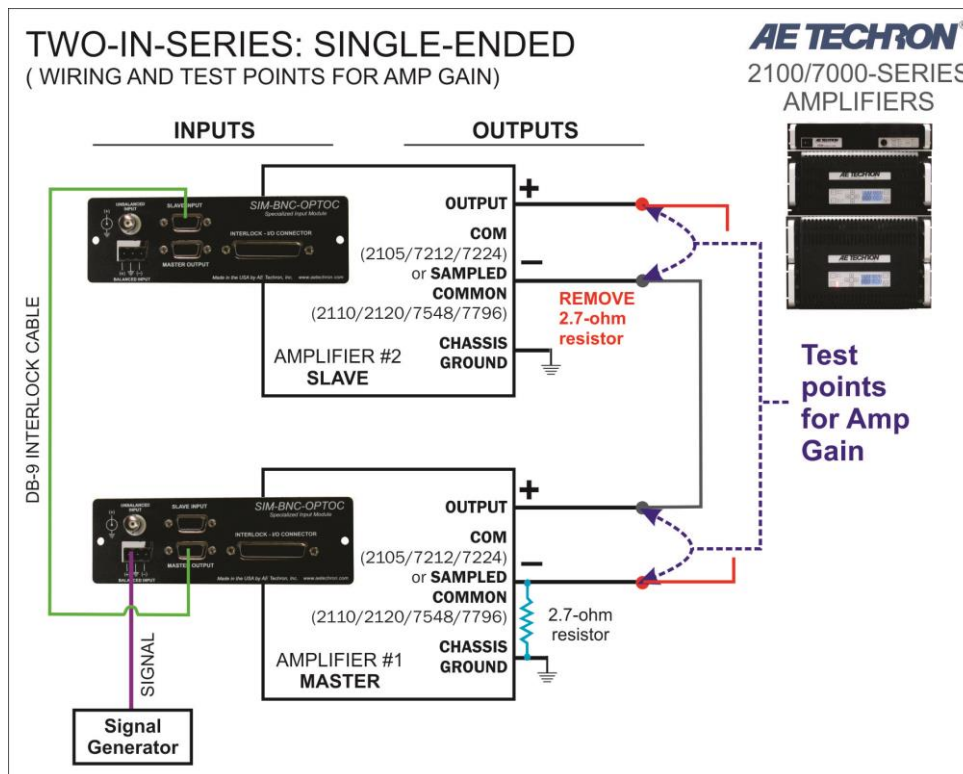 TWO-IN-SERIES: SINGLE-ENDED
( WIRING AND TEST POINTS FOR AMP GAIN)
AE TECHRON®
2100/7000-SERIES
AMPLIFIERS
INPUTS
OUTPUTS
AE TECHRON
AE TECHRON
AE TECHRON
UNBALANCED
INPUT
(+)
SLAVE INPUT
MASTER OUTPUT
(+) (-)
BALANCED INPUT
SIM-BNC-OPTOC
Specialized Input Module
INTERLOCK - I/O CONNECTOR
Made in the USA by AE Techron, Inc. www.aetechron.com
+
OUTPUT
COM
(2105/7212/7224)
–
or SAMPLED
COMMON
(2110/2120/7548/7796)
CHASSIS
GROUND
AMPLIFIER #2
SLAVE
REMOVE
2.7-ohm
resistor
Test
points
for Amp
Gain
DB-9 INTERLOCK CABLE
UNBALANCED
INPUT
(+)
SLAVE INPUT
MASTER OUTPUT
BALANCED INPUT
SIM-BNC-OPTOC
Specialized Input Module
INTERLOCK - I/O CONNECTOR
Made in the USA by AE Techron, Inc. www.aetechron.com
+
OUTPUT
COM
(2105/7212/7224)
–
or SAMPLED
COMMON
(2110/2120/7548/7796)
CHASSIS
GROUND
AMPLIFIER #1
MASTER
2.7-ohm
resistor
SIGNAL
Signal
Generator